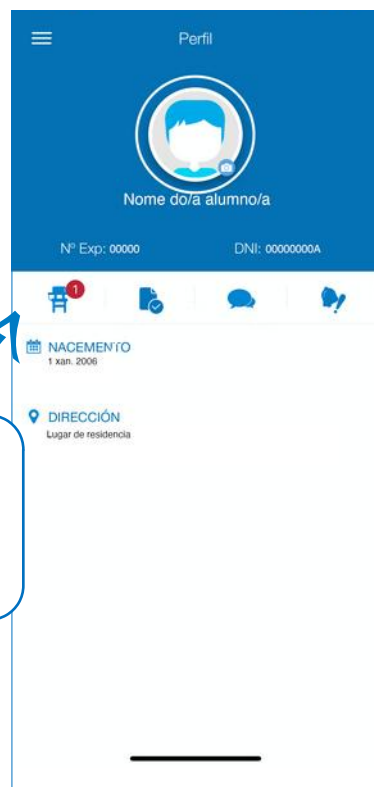 Perfil
Nome do/a alumno/a
Nº Exp: 00000 DNI: 00000000A
1
NACEMENTO
1 xan. 2006
DIRECCIÓN
Lugar de residencia